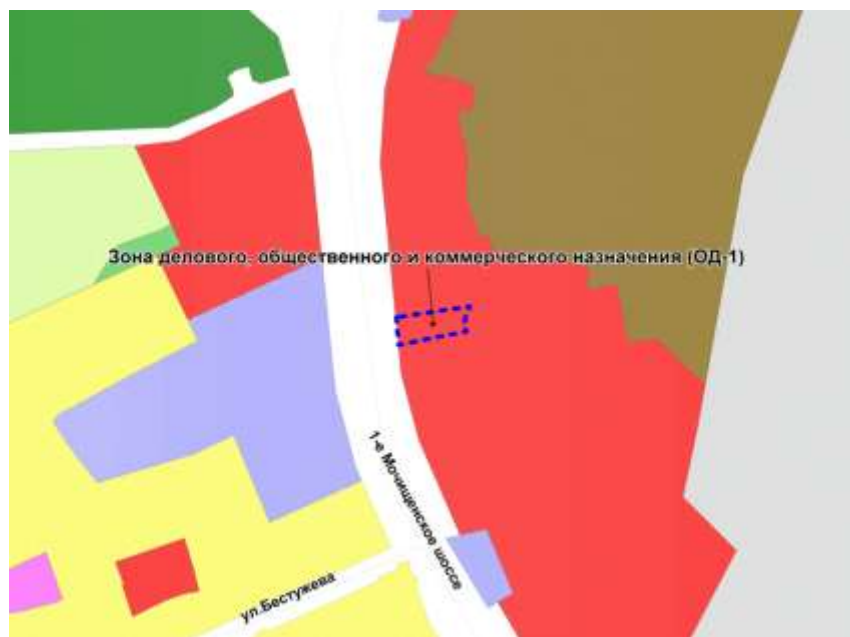 Зона делового, общественного и коммерческого назначения (ОД-1)
1-е Мочищенское шоссе
ул.Бестужева